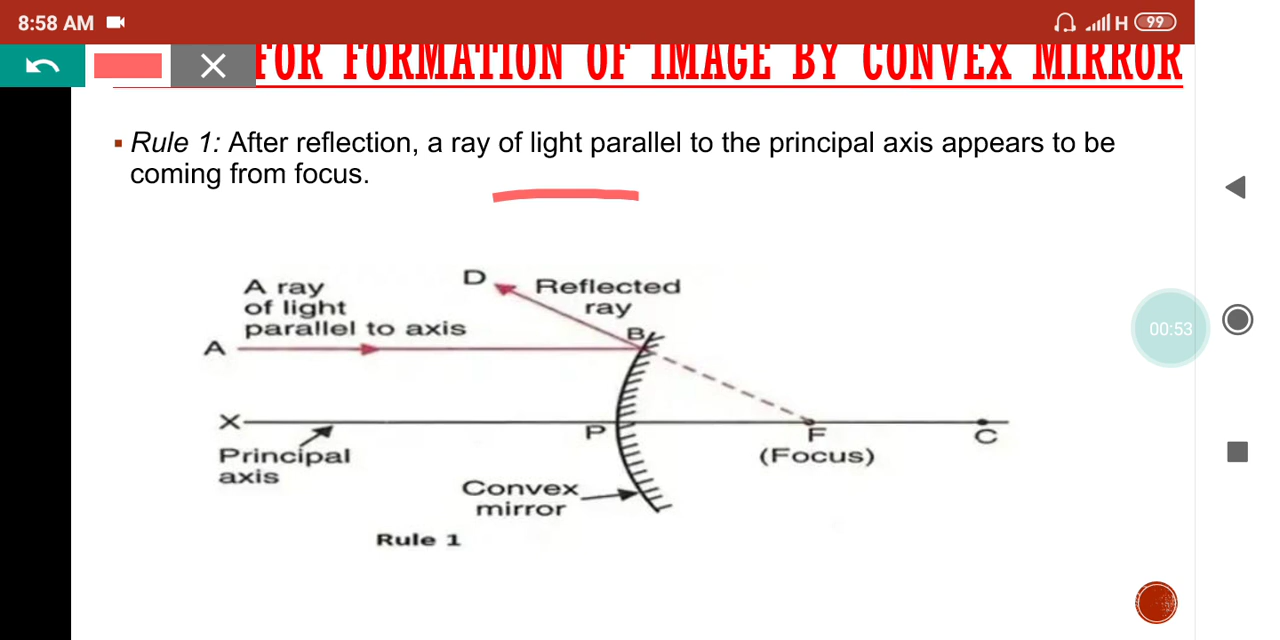 8:58 AM
H 99
FOR FORMATION OF IMAGE BY CONVEX MIRROR
▪ Rule 1: After reflection, a ray of light parallel to the principal axis appears to be
coming from focus.
D
Reflected
ray
A ray
of light
parallel to axis
B
A
00:53
X
P
F
C
Principal
axis
(Focus)
Convex
mirror
Rule 1